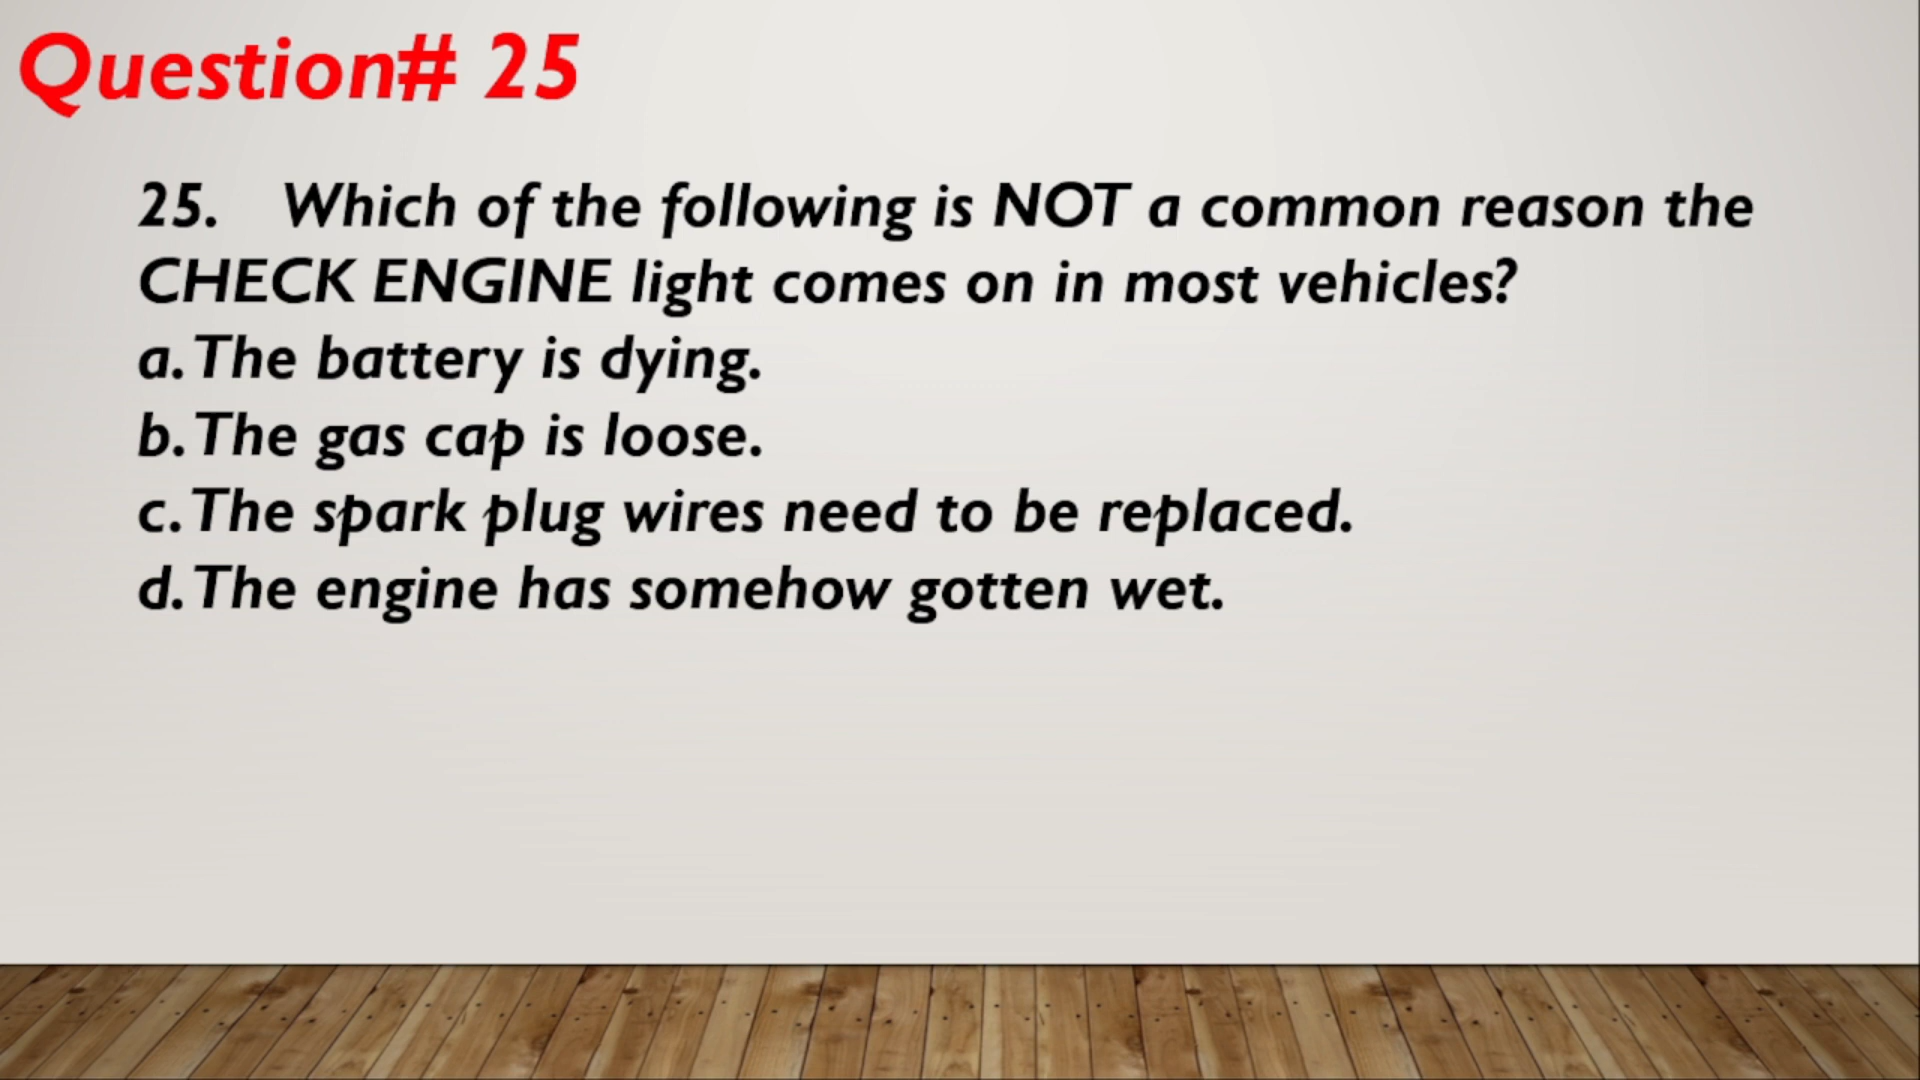 Question# 25
25. Which of the following is NOT a common reason the
CHECK ENGINE light comes on in most vehicles?
a. The battery is dying.
b. The gas cap is loose.
c. The spark plug wires need to be replaced.
d. The engine has somehow gotten wet.